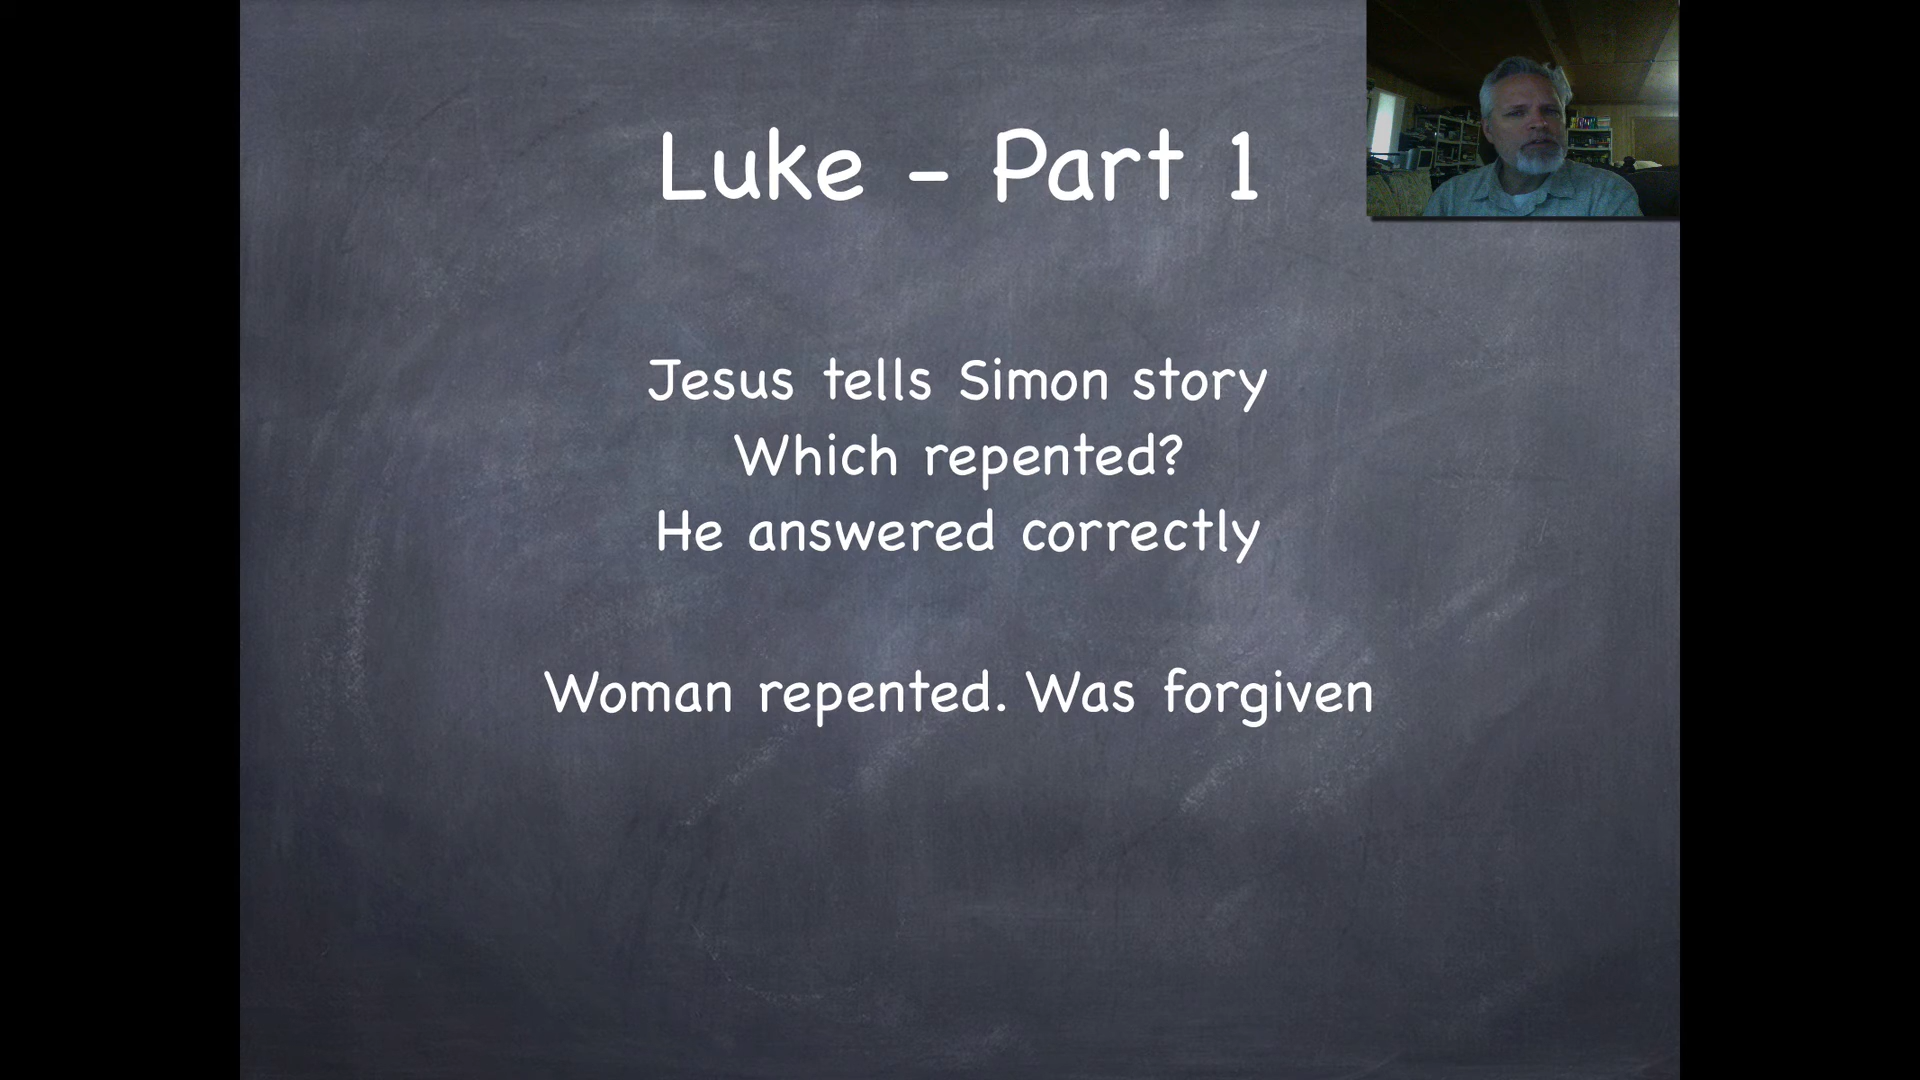 Luke - Part 1
Jesus tells Simon story
Which repented?
He answered correctly
Woman repented. Was forgiven